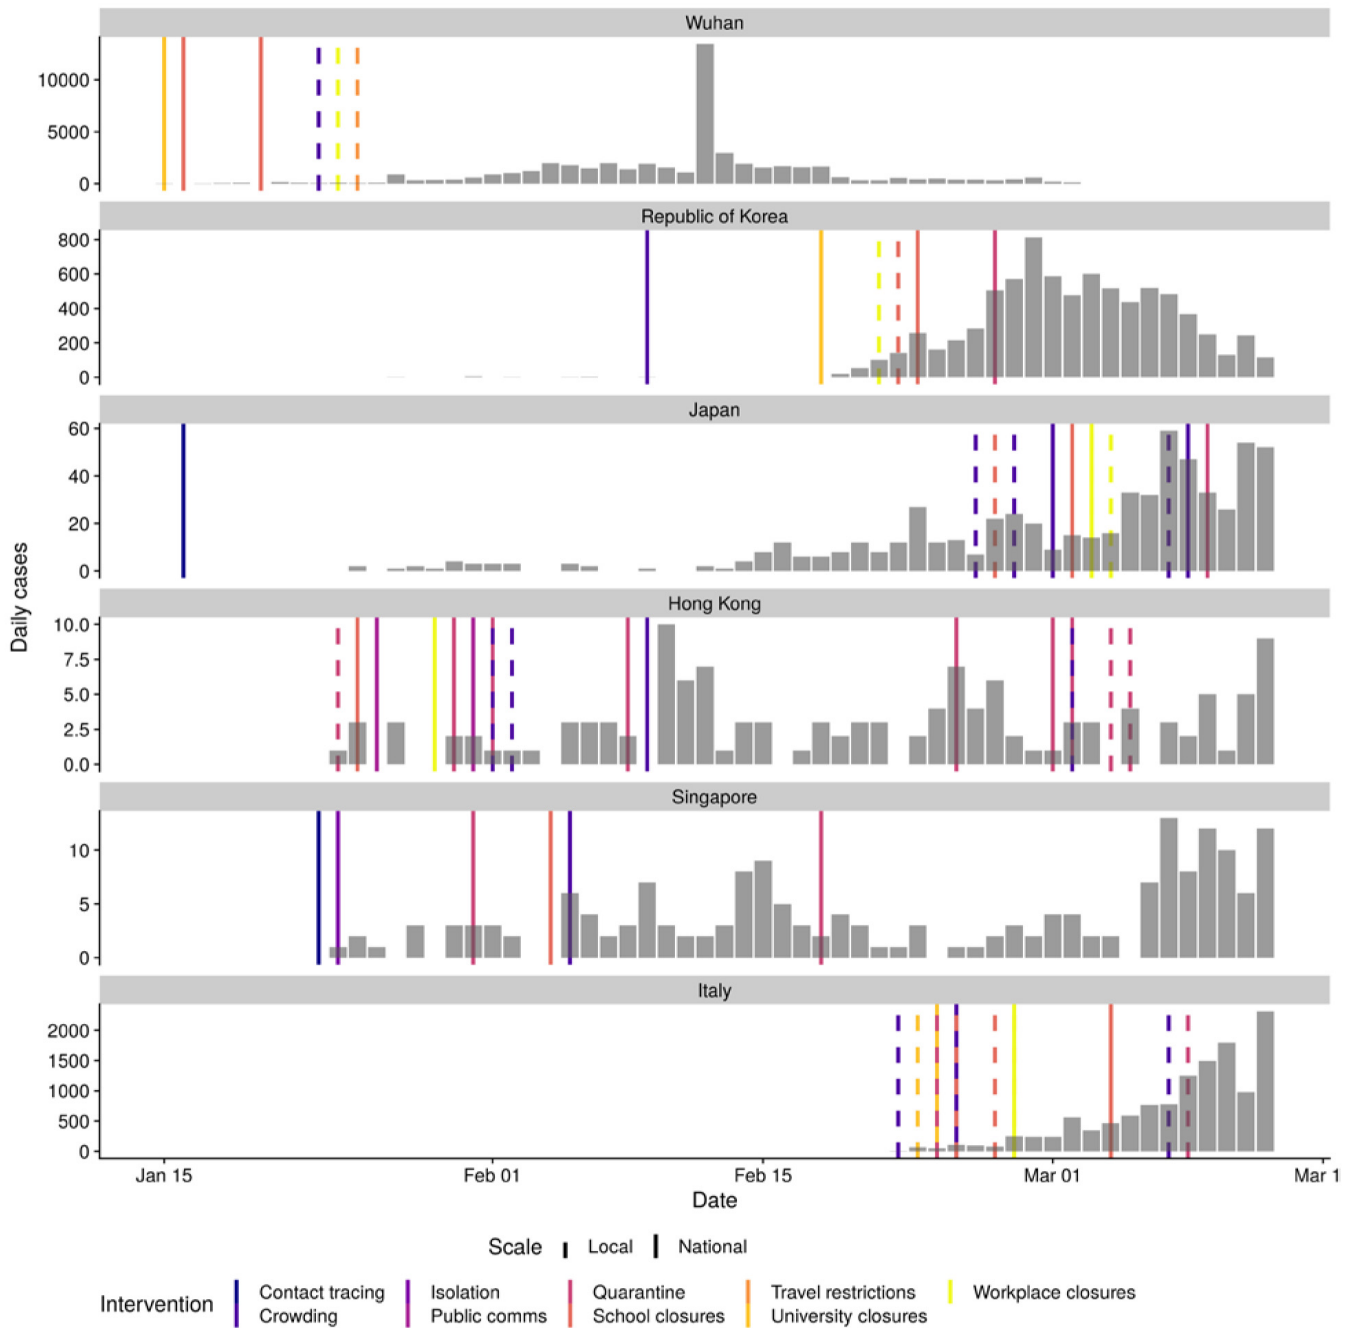 Wuhan
10000
5000
0
Republic of Korea
800
600
400
200
0
Japan
60
40
20
0
Daily cases
Hong Kong
10.0
7.5
5.0
2.5
0.0
Singapore
10
5
0
Italy
2000
1500
1000
500
0
Jan 15 Feb 01 Feb 15 Mar 01 Mar 1
Date
Scale Local National
Intervention
Contact tracing Isolation Quarantine Travel restrictions Workplace closures
Crowding Public comms School closures University closures